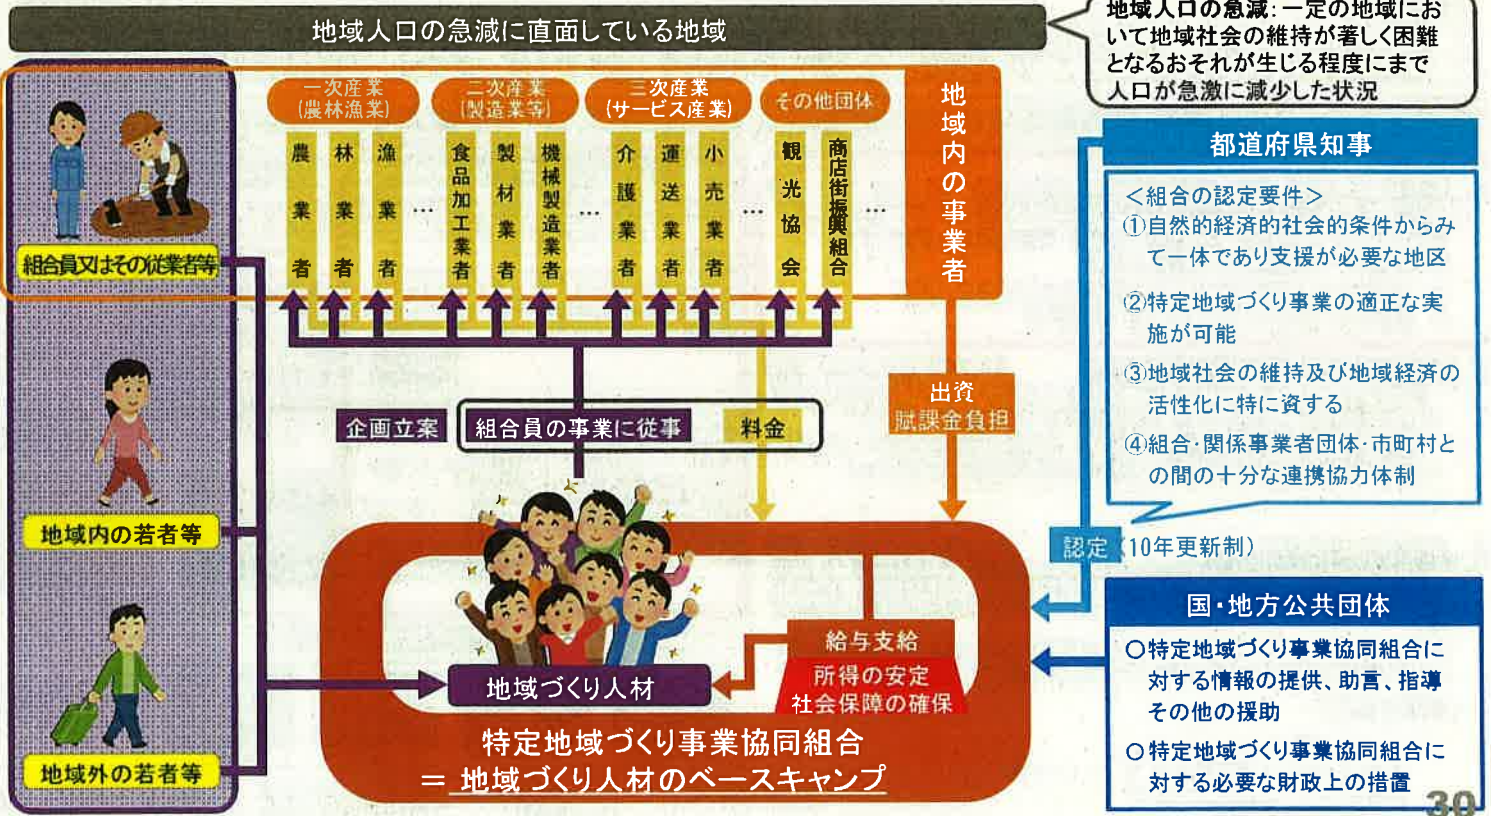 地域人口の急減に直面している地域
地域人口の急減:一定の地域にお
いて地域社会の維持が著しく困難
となるおそれが生じる程度にまで
人口が急激に減少した状況
一次産業
(農林漁業)
二次産業
(製造業等)
三次産業
(サービス産業)
その他団体
農業者
林業者
漁業者
…
食品加工業者
製材業者
機械製造業者
…
介護業者
運送業者
小売業者
…
観光協会
商店街振興組合
…
地域内の事業者
組合員又はその従業者等
地域内の若者等
地域外の若者等
企画立案
組合員の事業に従事
料金
出資
賦課金負担
都道府県知事
<組合の認定要件>
①自然的経済的社会的条件からみ
て一体であり支援が必要な地区
②特定地域づくり事業の適正な実
施が可能
③地域社会の維持及び地域経済の
活性化に特に資する
④組合・関係事業者団体・市町村と
の間の十分な連携協力体制
認定(10年更新制)
国・地方公共団体
○特定地域づくり事業協同組合に
対する情報の提供、助言、指導
その他の援助
○特定地域づくり事業協同組合に
対する必要な財政上の措置
給与支給
所得の安定
社会保障の確保
地域づくり人材
特定地域づくり事業協同組合
=地域づくり人材のベースキャンプ
30